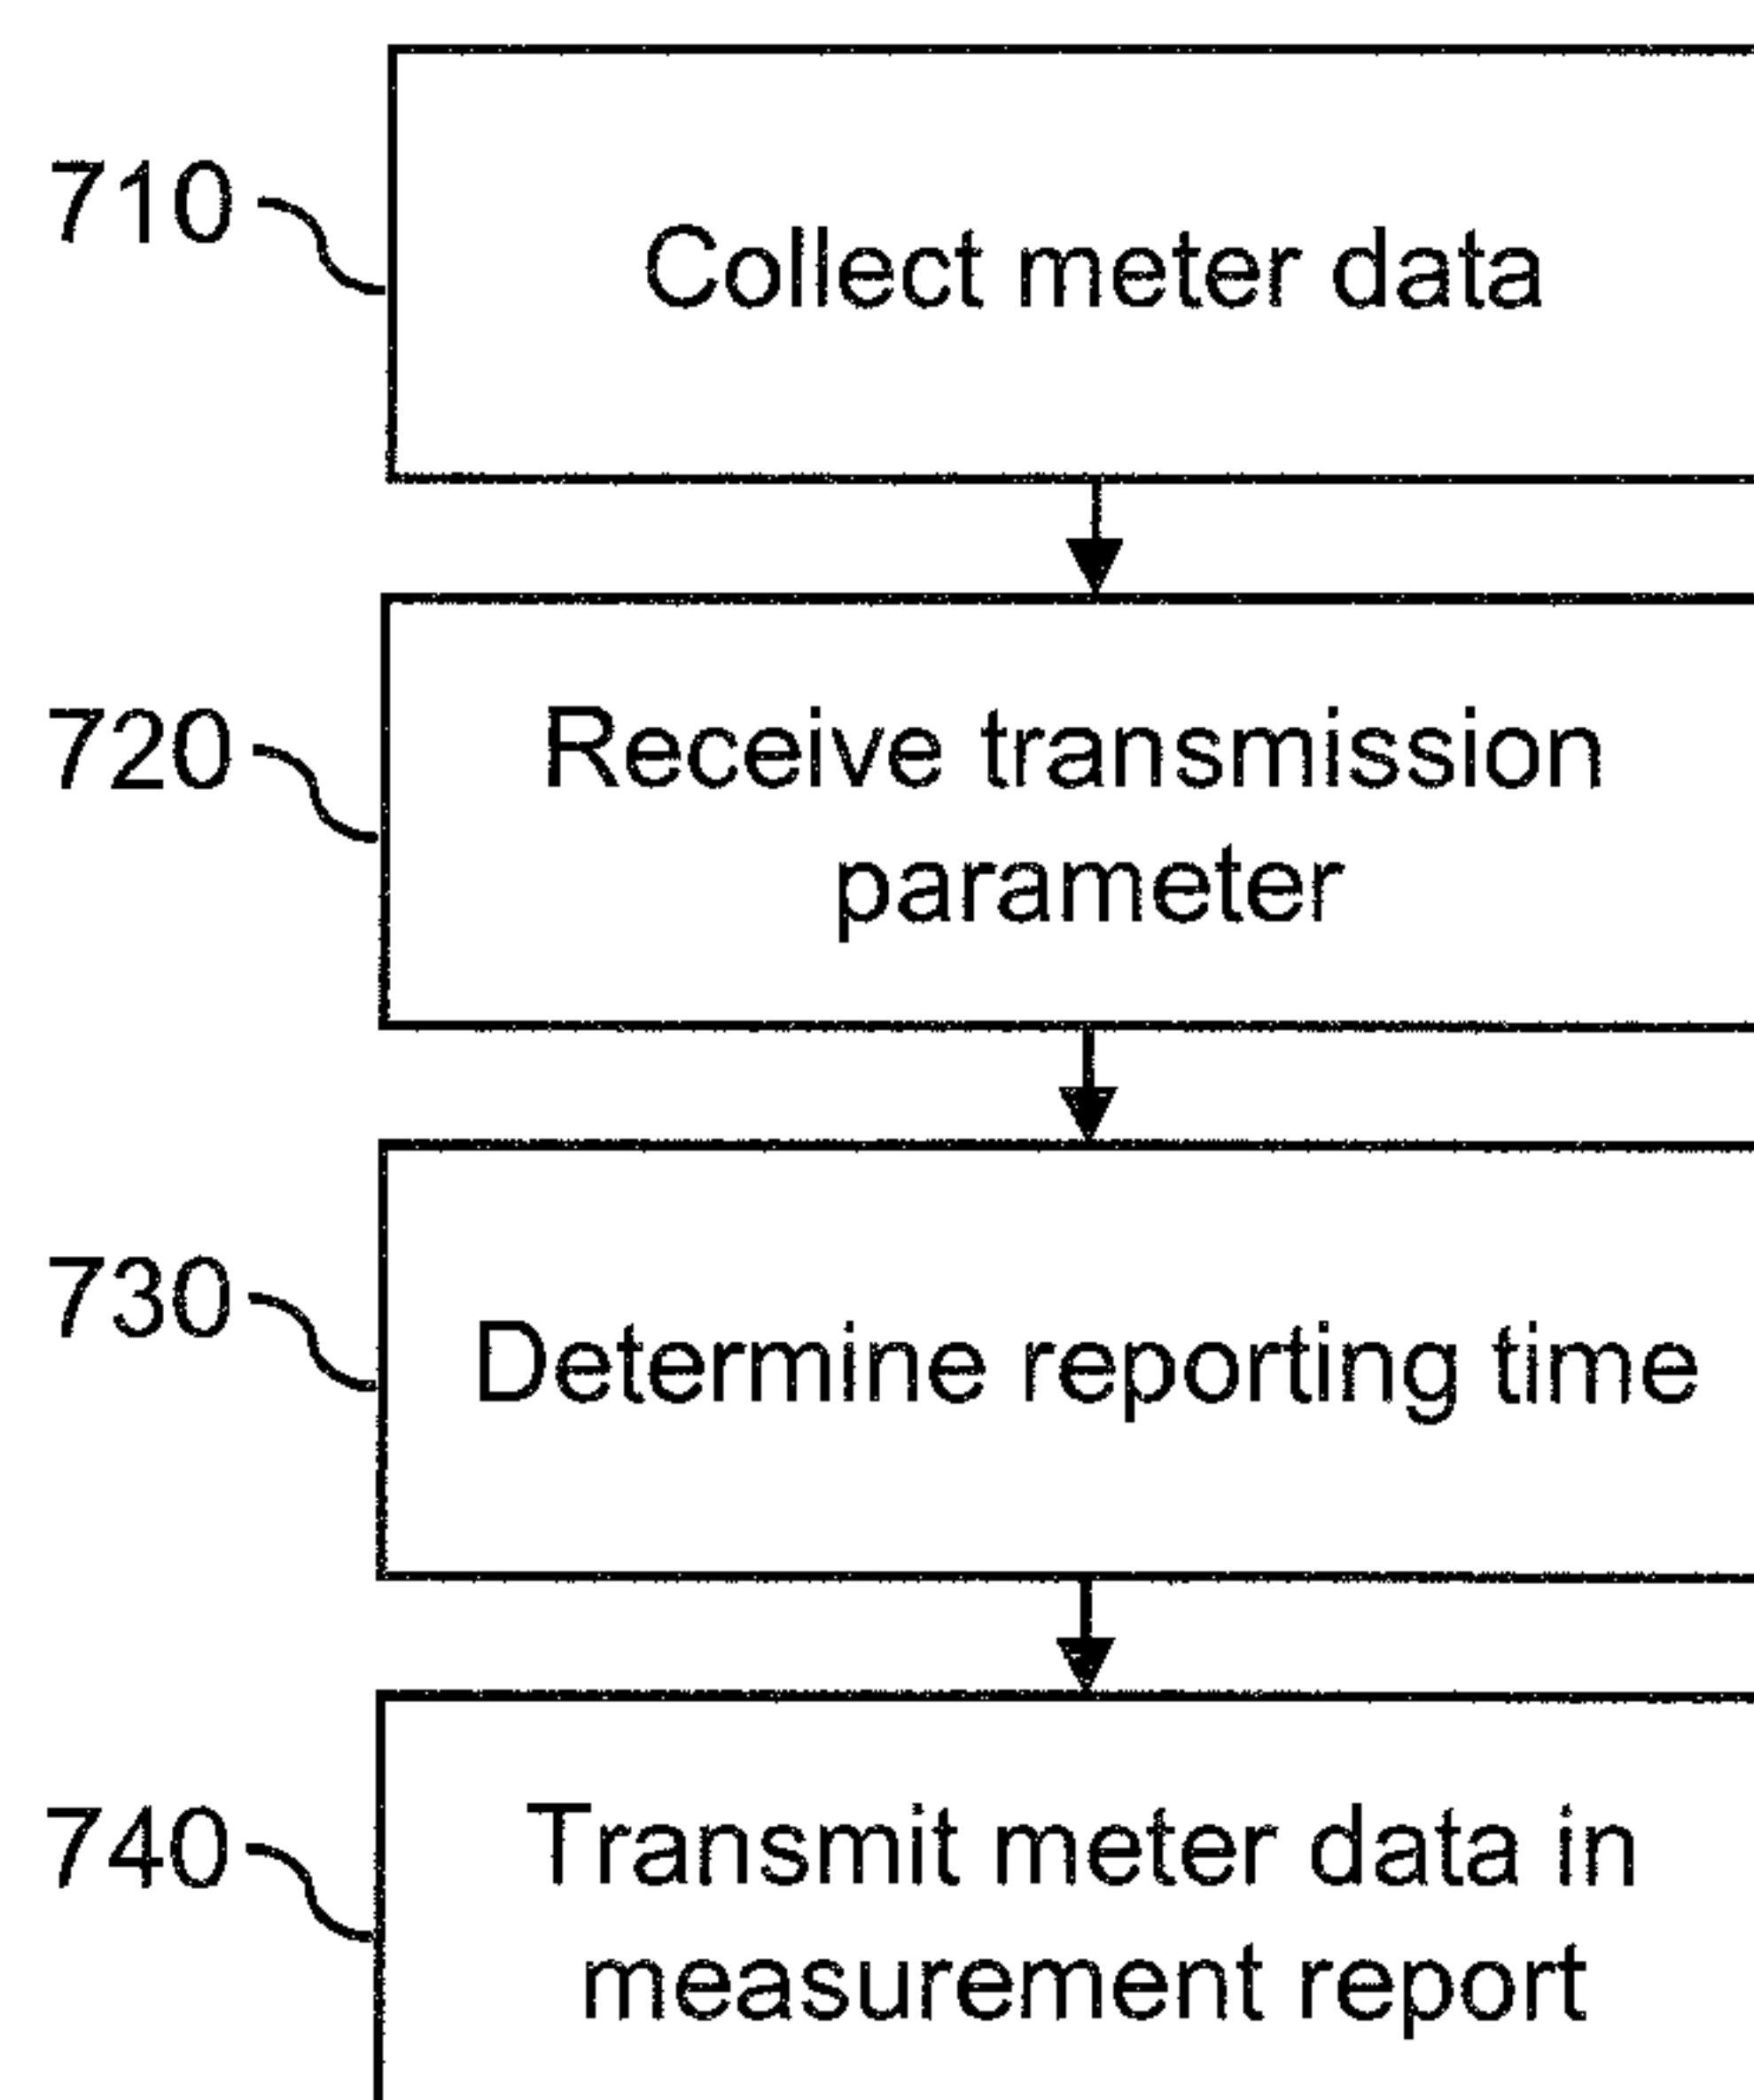 710
Collect meter data
720
Receive transmission
parameter
730
Determine reporting time
740
Transmit meter data in
measurement report